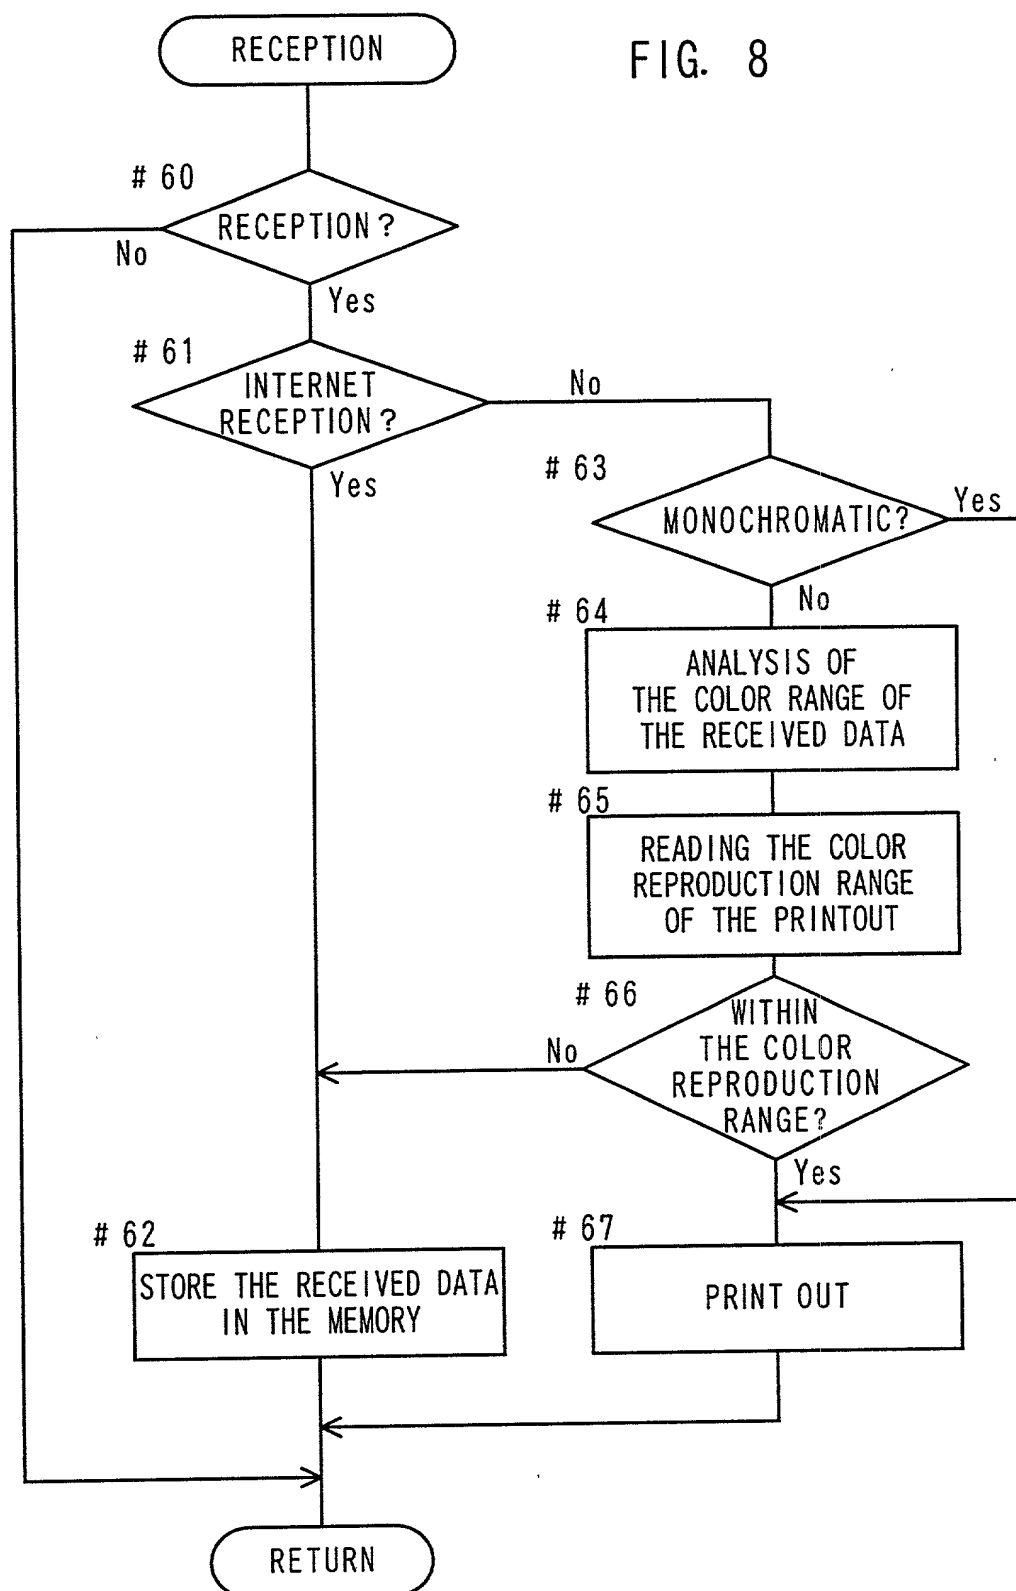 RECEPTION
FIG. 8
# 60
RECEPTION?
No
Yes
# 61
INTERNET
RECEPTION?
No
Yes
# 63
MONOCHROMATIC?
Yes
No
# 64
ANALYSIS OF
THE COLOR RANGE OF
THE RECEIVED DATA
# 65
READING THE COLOR
REPRODUCTION RANGE
OF THE PRINTOUT
# 66
WITHIN
THE COLOR
REPRODUCTION
RANGE?
No
Yes
# 62
STORE THE RECEIVED DATA
IN THE MEMORY
# 67
PRINT OUT
RETURN